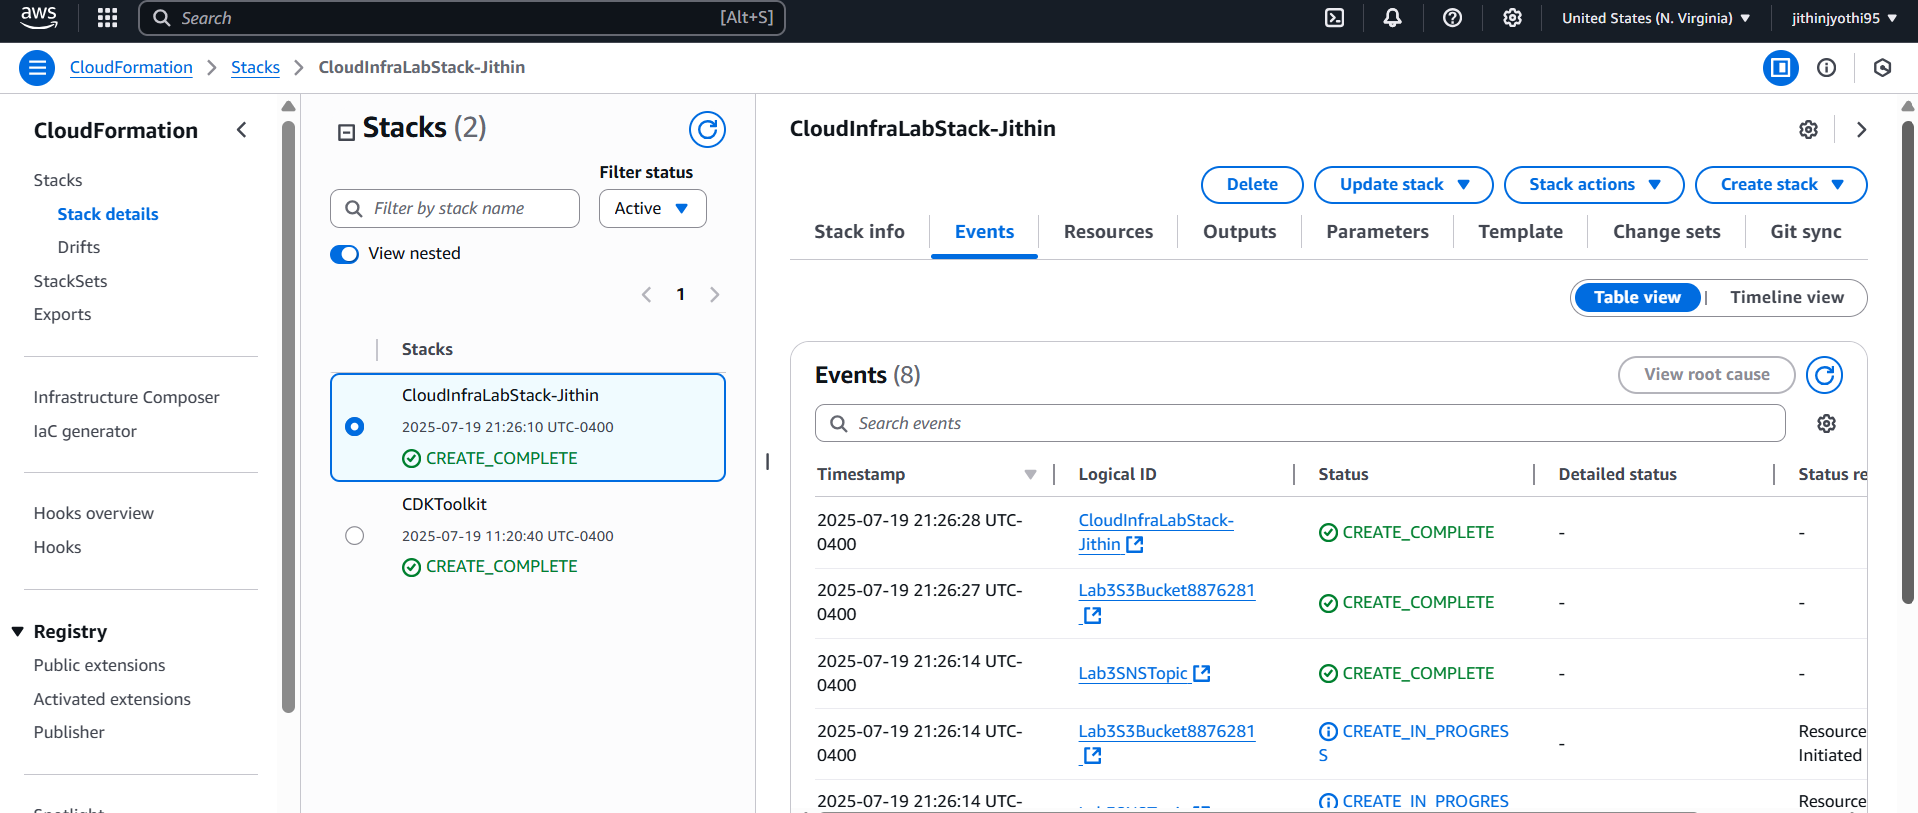 aws
Search
[Alt+S]
United States (N. Virginia)
jithinjyothi95
CloudFormation
Stacks
CloudInfraLabStack-Jithin
CloudFormation
Stacks
Stack details
Drifts
StackSets
Exports
Infrastructure Composer
IaC generator
Hooks overview
Hooks
Registry
Public extensions
Activated extensions
Publisher
Spotlight
Stacks (2)
Filter status
Filter by stack name
Active
View nested
1
Stacks
CloudInfraLabStack-Jithin
2025-07-19 21:26:10 UTC-0400
CREATE_COMPLETE
CDKToolkit
2025-07-19 11:20:40 UTC-0400
CREATE_COMPLETE
CloudInfraLabStack-Jithin
Delete
Update stack
Stack actions
Create stack
Stack info
Events
Resources
Outputs
Parameters
Template
Change sets
Git sync
Table view
Timeline view
Events (8)
View root cause
Search events
Timestamp
Logical ID
Status
Detailed status
Status re
2025-07-19 21:26:28 UTC-
0400
CloudInfraLabStack-
Jithin
CREATE_COMPLETE
-
-
2025-07-19 21:26:27 UTC-
0400
Lab3S3Bucket8876281
CREATE_COMPLETE
-
-
2025-07-19 21:26:14 UTC-
0400
Lab3SNSTopic
CREATE_COMPLETE
-
-
2025-07-19 21:26:14 UTC-
0400
Lab3S3Bucket8876281
CREATE_IN_PROGRES
S
-
Resource
Initiated
2025-07-19 21:26:14 UTC-
Lab3SNSTopic
CREATE_IN_PROGRES
Resource